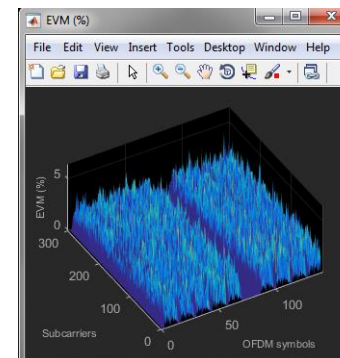 EVM (%)
File Edit View Insert Tools Desktop Window Help
EVM (%)
5
0
300
200
100
0
Subcarriers
0
50
100
OFDM symbols